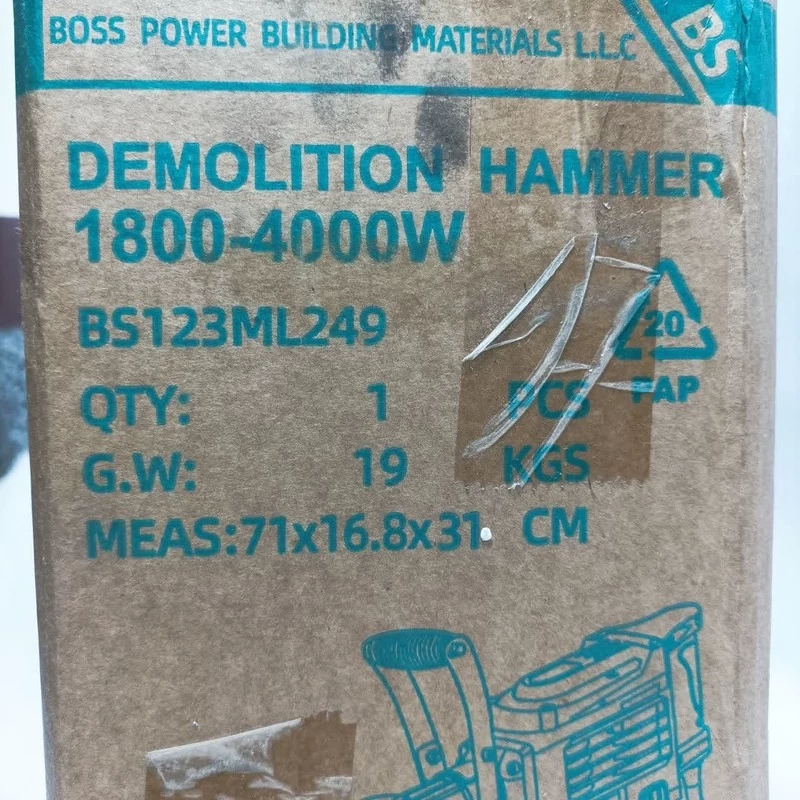 BOSS POWER BUILDING MATERIALS L.L.C
BS
DEMOLITION HAMMER
1800-4000W
BS123ML249
20
PAP
QTY: 1 PCS
G.W: 19 KGS
MEAS:71x16.8x31 CM